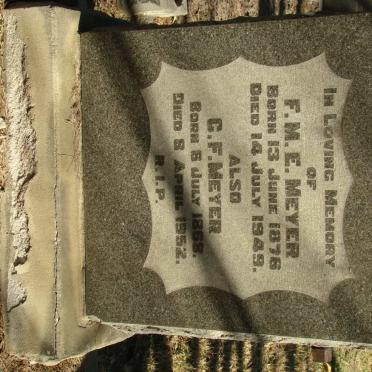 IN LOVING MEMORY
OF
F. M. E. MEYER
BORN 13 JUNE 1876
DIED 14 JULY 1949.
ALSO
C. F. MEYER
BORN 6 JULY 1868.
DIED 8 APRIL 1952.
R.I.P.